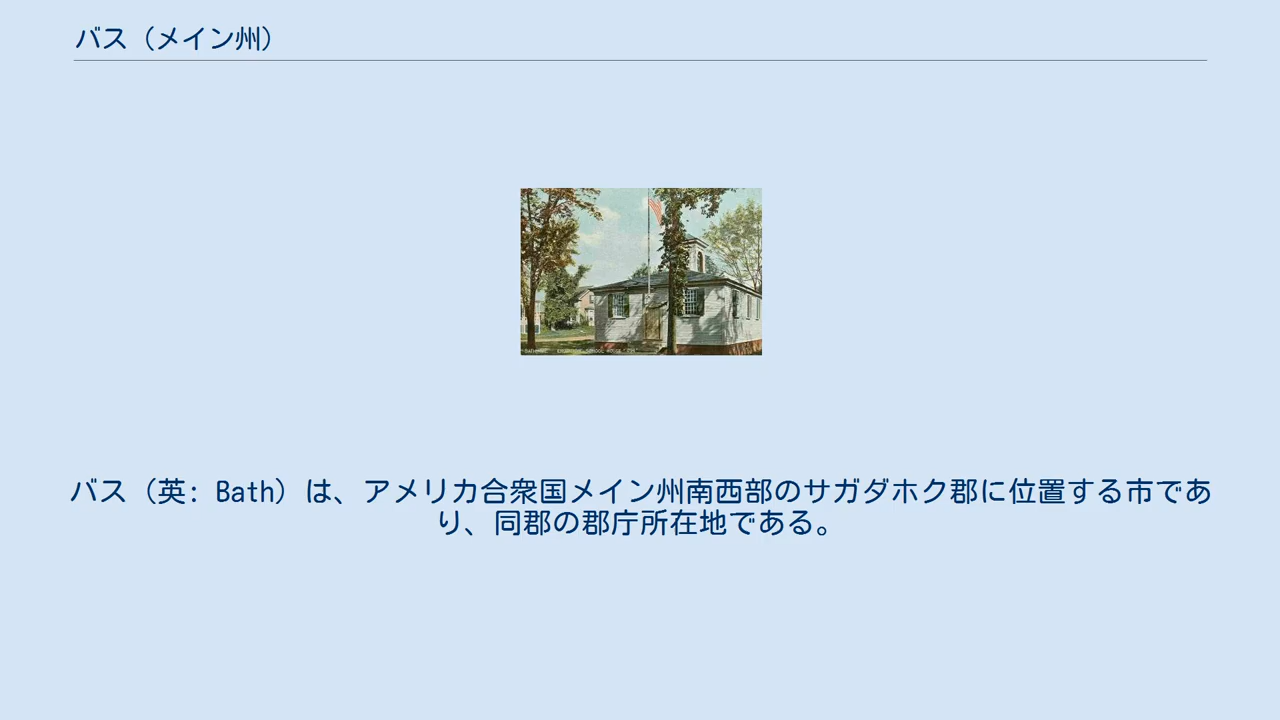 バス（メイン州）
バス（英: Bath）は、アメリカ合衆国メイン州南西部のサガダホク郡に位置する市であ
り、同郡の郡庁所在地である。